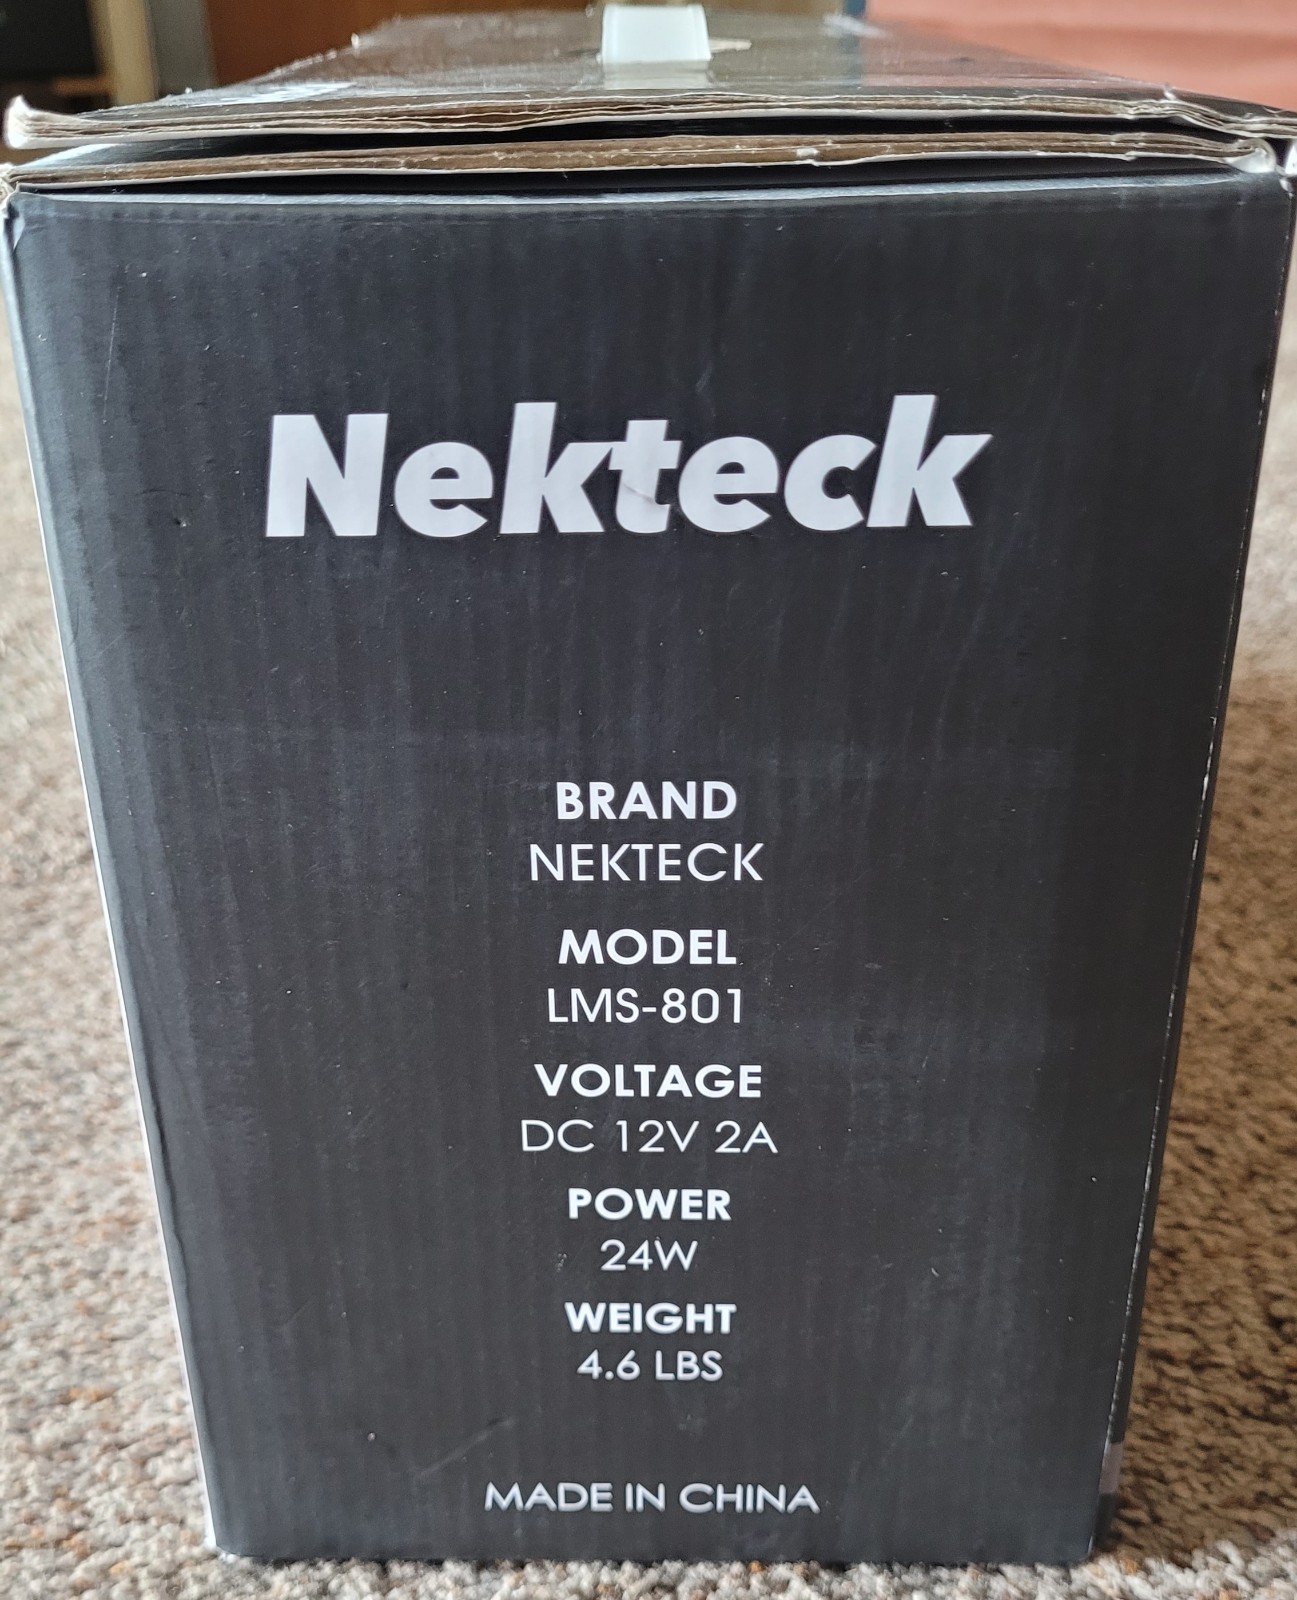 Nekteck
BRAND
NEKTECK
MODEL
LMS-801
VOLTAGE
DC 12V 2A
POWER
24W
WEIGHT
4.6 LBS
MADE IN CHINA